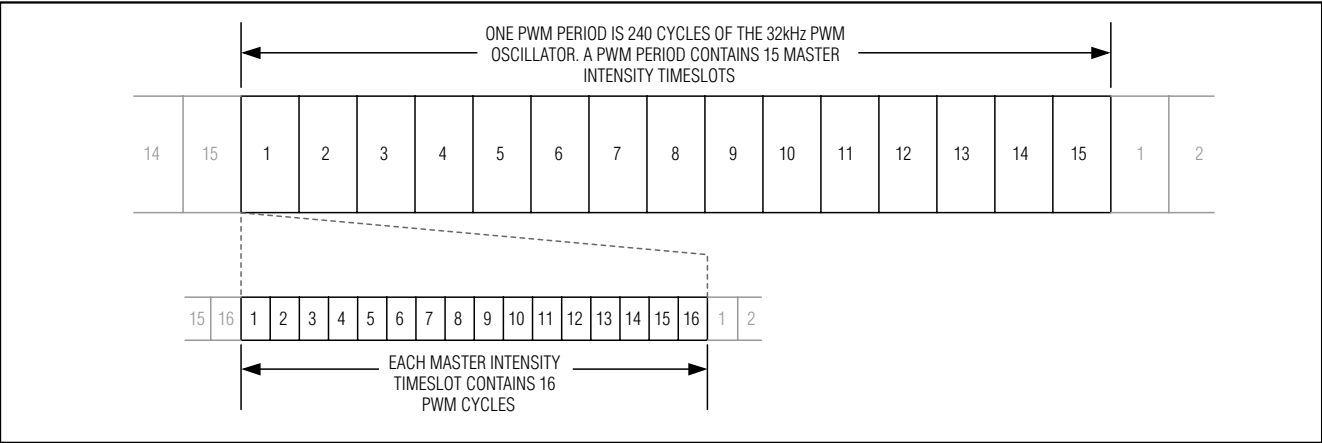 ONE PWM PERIOD IS 240 CYCLES OF THE 32kHz PWM
OSCILLATOR. A PWM PERIOD CONTAINS 15 MASTER
INTENSITY TIMESLOTS
14 15 1 2 3 4 5 6 7 8 9 10 11 12 13 14 15 1 2
15 16 1 2 3 4 5 6 7 8 9 10 11 12 13 14 15 16 1 2
EACH MASTER INTENSITY
TIMESLOT CONTAINS 16
PWM CYCLES